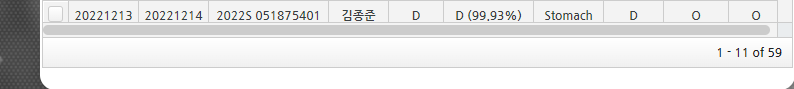 20221213 20221214 2022S 051875401 김종준 D D (99,93%) Stomach D O O
1 - 11 of 59